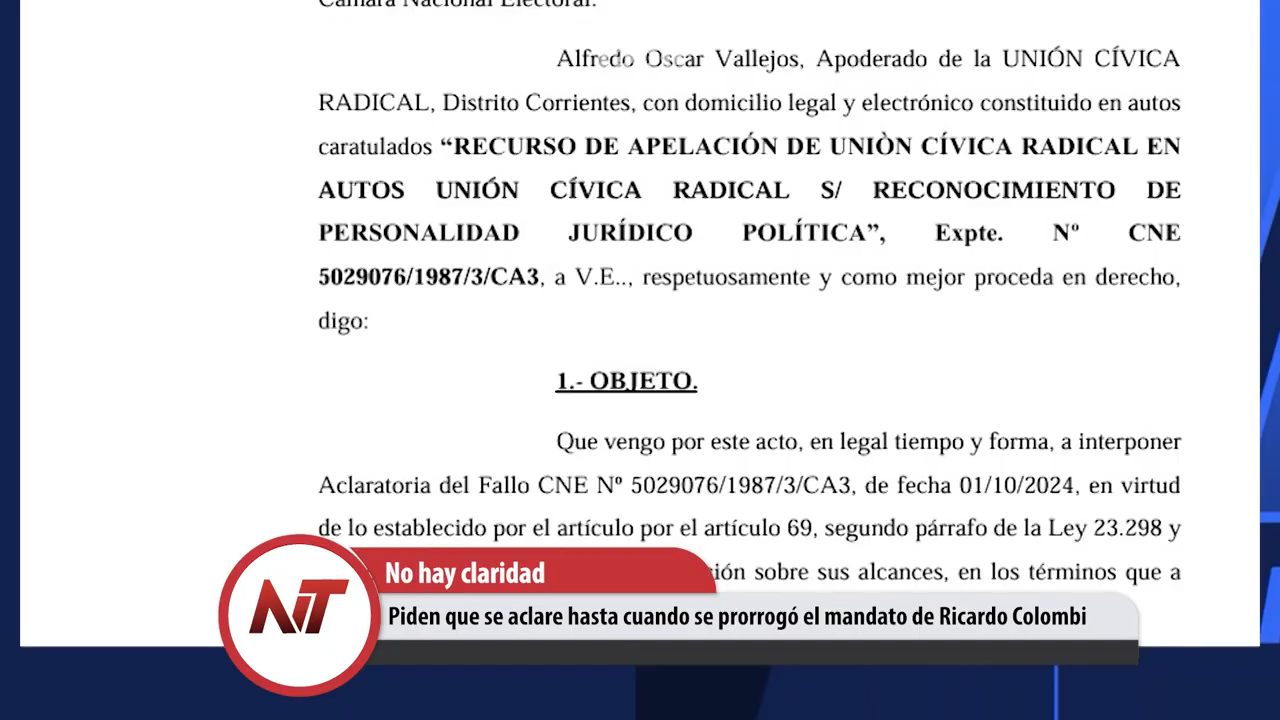 Cámara Nacional Electoral.
Alfredo Oscar Vallejos, Apoderado de la UNIÓN CÍVICA
RADICAL, Distrito Corrientes, con domicilio legal y electrónico constituido en autos
caratulados “RECURSO DE APELACIÓN DE UNIÒN CÍVICA RADICAL EN
AUTOS UNIÓN CÍVICA RADICAL S/ RECONOCIMIENTO DE
PERSONALIDAD JURÍDICO POLÍTICA”, Expte. Nº CNE
5029076/1987/3/CA3, a V.E.., respetuosamente y como mejor proceda en derecho,
digo:
1.- OBJETO.
Que vengo por este acto, en legal tiempo y forma, a interponer
Aclaratoria del Fallo CNE Nº 5029076/1987/3/CA3, de fecha 01/10/2024, en virtud
de lo establecido por el artículo por el artículo 69, segundo párrafo de la Ley 23.298 y
sobre sus alcances, en los términos que a
NT
No hay claridad
Piden que se aclare hasta cuando se prorrogó el mandato de Ricardo Colombi